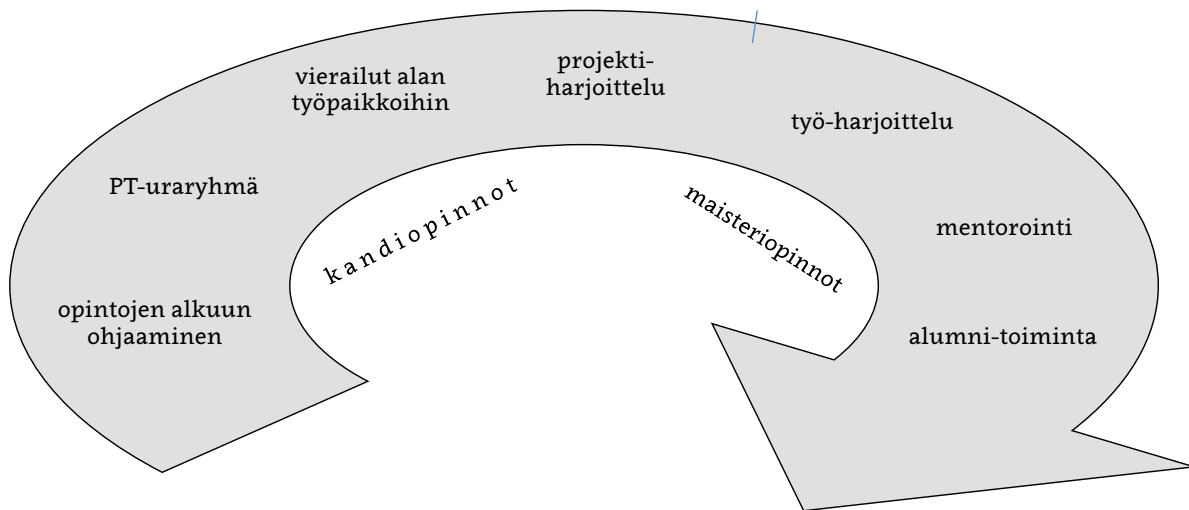 opintojen alkuun
ohjaaminen
PT-uraryhmä
vierailut alan
työpaikkoihin
projekti-
harjoittelu
työ-harjoittelu
mentorointi
alumni-toiminta
kandiopinnot
maisteriopinnot